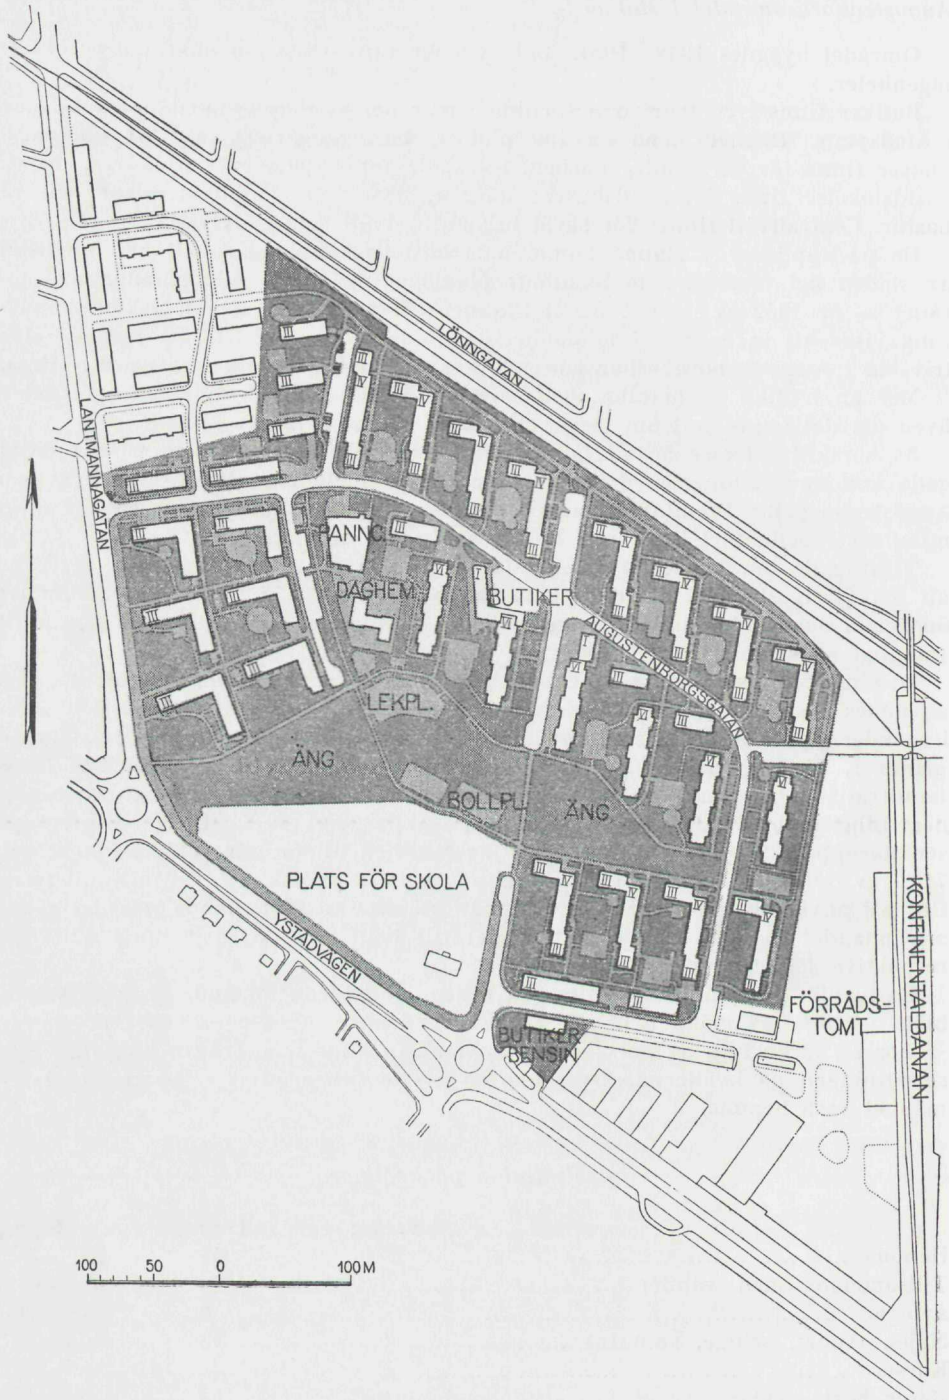 LÖNNGATAN
LANTMANNAGATAN
PANNC.
DAGHEM
BUTIKER
AUGUSTENBORGSGATAN
LEKPL.
ÄNG
BOLLPL.
ÄNG
PLATS FÖR SKOLA
YSTADVÄGEN
KONTINENTALBANAN
FÖRRÅDS-
TOMT
BUTIKER
BENSIN
100 50 0 100 M